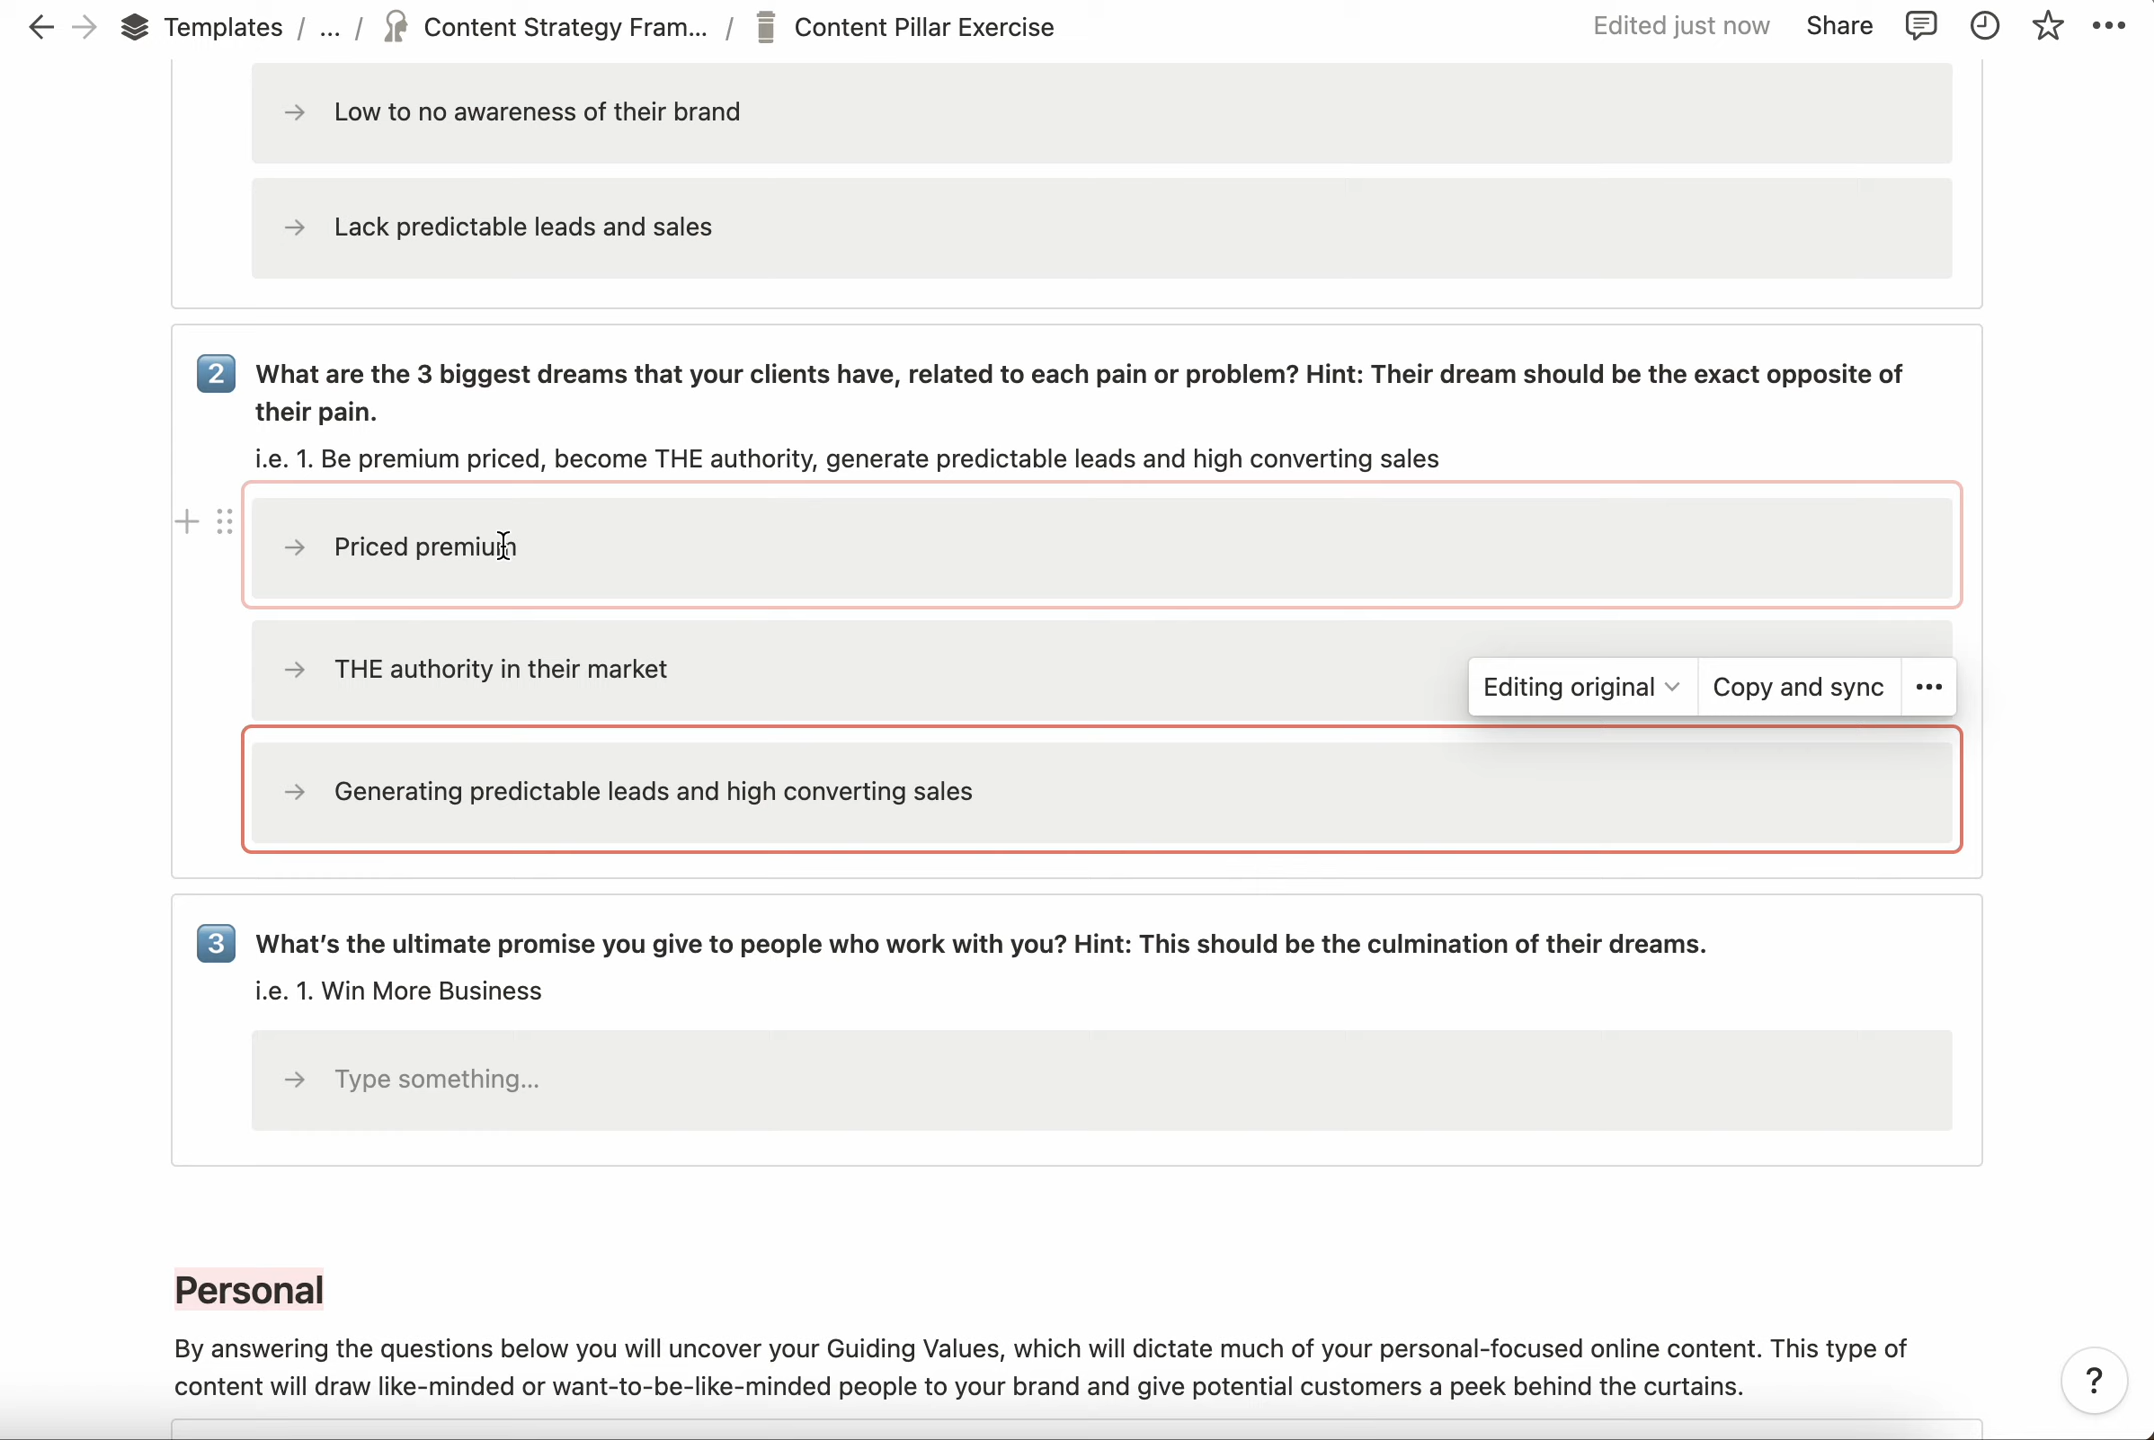 Templates / ... / Content Strategy Fram... / Content Pillar Exercise
Edited just now Share
→ Low to no awareness of their brand
→ Lack predictable leads and sales
2 What are the 3 biggest dreams that your clients have, related to each pain or problem? Hint: Their dream should be the exact opposite of
their pain.
i.e. 1. Be premium priced, become THE authority, generate predictable leads and high converting sales
→ Priced premium
→ THE authority in their market
Editing original Copy and sync
→ Generating predictable leads and high converting sales
3 What’s the ultimate promise you give to people who work with you? Hint: This should be the culmination of their dreams.
i.e. 1. Win More Business
→ Type something...
Personal
By answering the questions below you will uncover your Guiding Values, which will dictate much of your personal-focused online content. This type of
content will draw like-minded or want-to-be-like-minded people to your brand and give potential customers a peek behind the curtains.
?